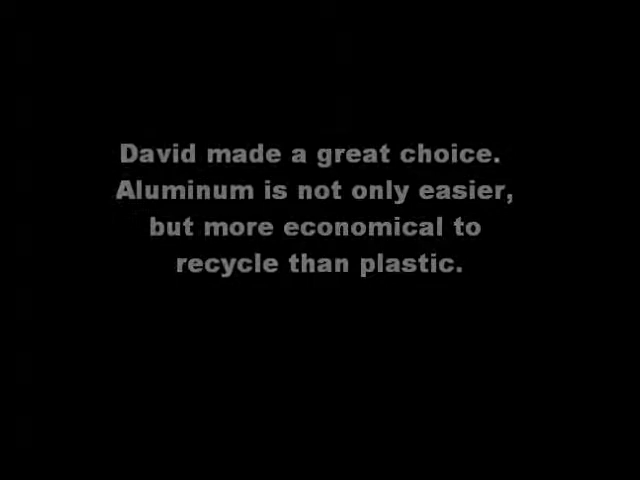 David made a great choice.
Aluminum is not only easier,
but more economical to
recycle than plastic.